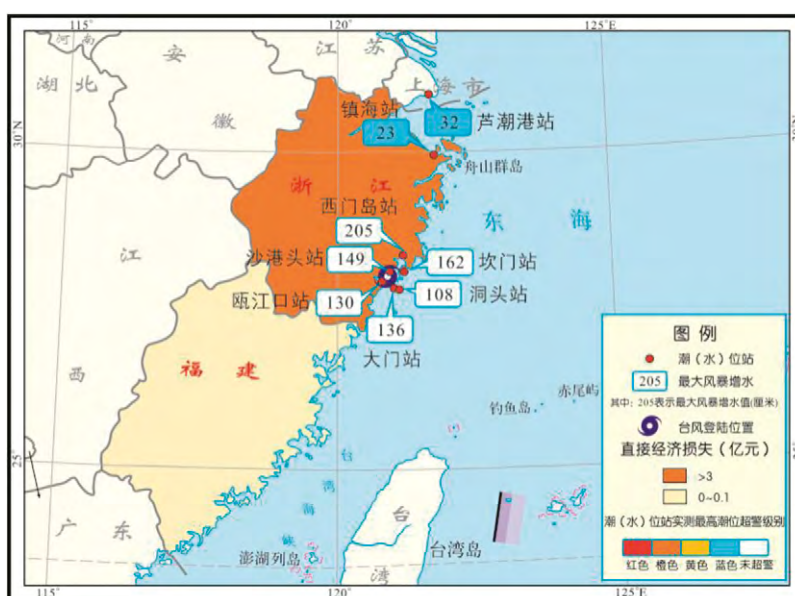 115°
120°
125°
河南
安
江 苏
湖 北
上 海 市
镇海站
徽
32
芦潮港站
23
30°N
30°N
舟山群岛
浙 江
西门岛站
东 海
205
沙港头站
149
162
坎门站
江
130
108
瓯江口站
洞头站
136
大门站
福 建
西
钓鱼岛
赤尾屿
25°
25°
台
湾
海
峡
广 东
台
湾
台湾岛
澎湖列岛
120°
125°
图 例
潮(水)位站
205 最大风暴增水
其中:205表示最大风暴增水值(厘米)
台风登陆位置
直接经济损失(亿元)
>3
0~0.1
潮(水)位站实测最高潮位超警级别
红色 橙色 黄色 蓝色 未超警